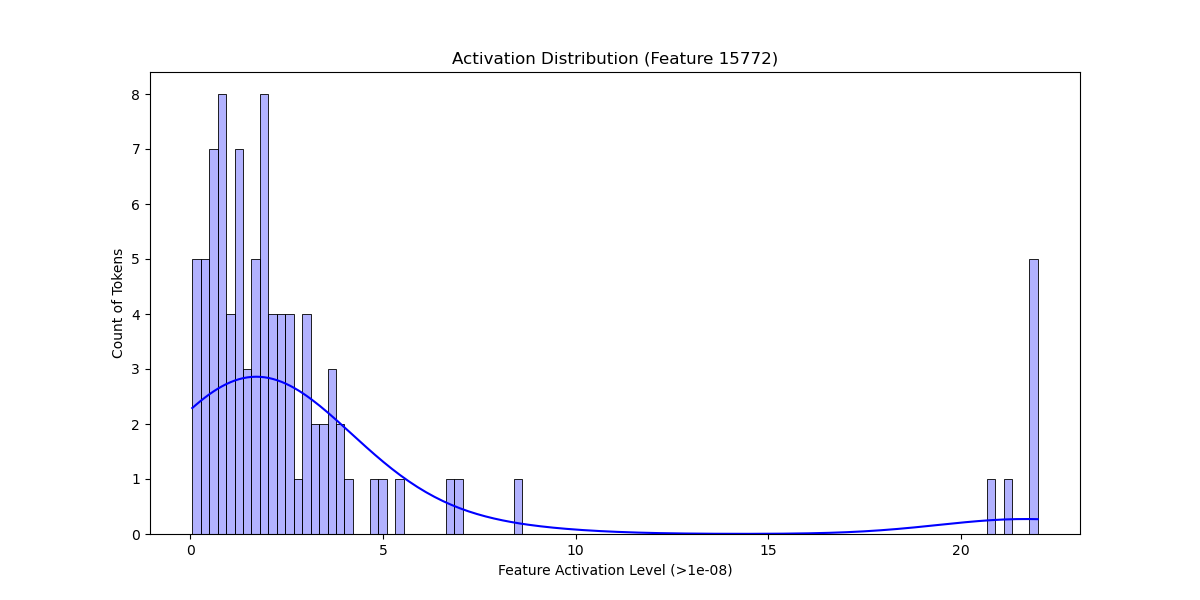 Activation Distribution (Feature 15772)
8
7
6
5
4
3
2
1
0
Count of Tokens
0 5 10 15 20
Feature Activation Level (>1e-08)